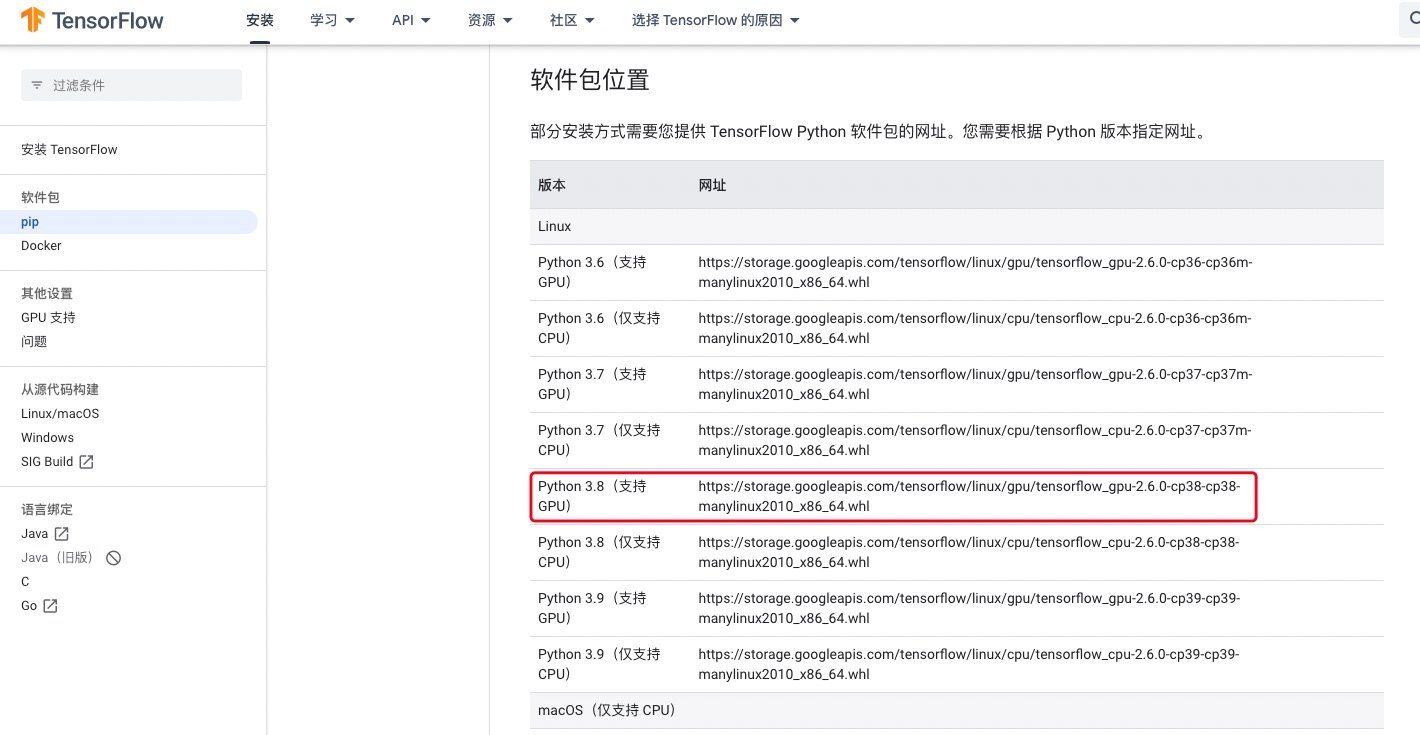 TensorFlow
安装 学习 API 资源 社区 选择 TensorFlow 的原因
过滤条件
安装 TensorFlow
软件包
pip
Docker
其他设置
GPU 支持
问题
从源代码构建
Linux/macOS
Windows
SIG Build
语言绑定
Java
Java（旧版）
C
Go
软件包位置
部分安装方式需要您提供 TensorFlow Python 软件包的网址。您需要根据 Python 版本指定网址。
版本 网址
Linux
Python 3.6（支持 https://storage.googleapis.com/tensorflow/linux/gpu/tensorflow_gpu-2.6.0-cp36-cp36m-
GPU） manylinux2010_x86_64.whl
Python 3.6（仅支持 https://storage.googleapis.com/tensorflow/linux/cpu/tensorflow_cpu-2.6.0-cp36-cp36m-
CPU） manylinux2010_x86_64.whl
Python 3.7（支持 https://storage.googleapis.com/tensorflow/linux/gpu/tensorflow_gpu-2.6.0-cp37-cp37m-
GPU） manylinux2010_x86_64.whl
Python 3.7（仅支持 https://storage.googleapis.com/tensorflow/linux/cpu/tensorflow_cpu-2.6.0-cp37-cp37m-
CPU） manylinux2010_x86_64.whl
Python 3.8（支持 https://storage.googleapis.com/tensorflow/linux/gpu/tensorflow_gpu-2.6.0-cp38-cp38-
GPU） manylinux2010_x86_64.whl
Python 3.8（仅支持 https://storage.googleapis.com/tensorflow/linux/cpu/tensorflow_cpu-2.6.0-cp38-cp38-
CPU） manylinux2010_x86_64.whl
Python 3.9（支持 https://storage.googleapis.com/tensorflow/linux/gpu/tensorflow_gpu-2.6.0-cp39-cp39-
GPU） manylinux2010_x86_64.whl
Python 3.9（仅支持 https://storage.googleapis.com/tensorflow/linux/cpu/tensorflow_cpu-2.6.0-cp39-cp39-
CPU） manylinux2010_x86_64.whl
macOS（仅支持 CPU）